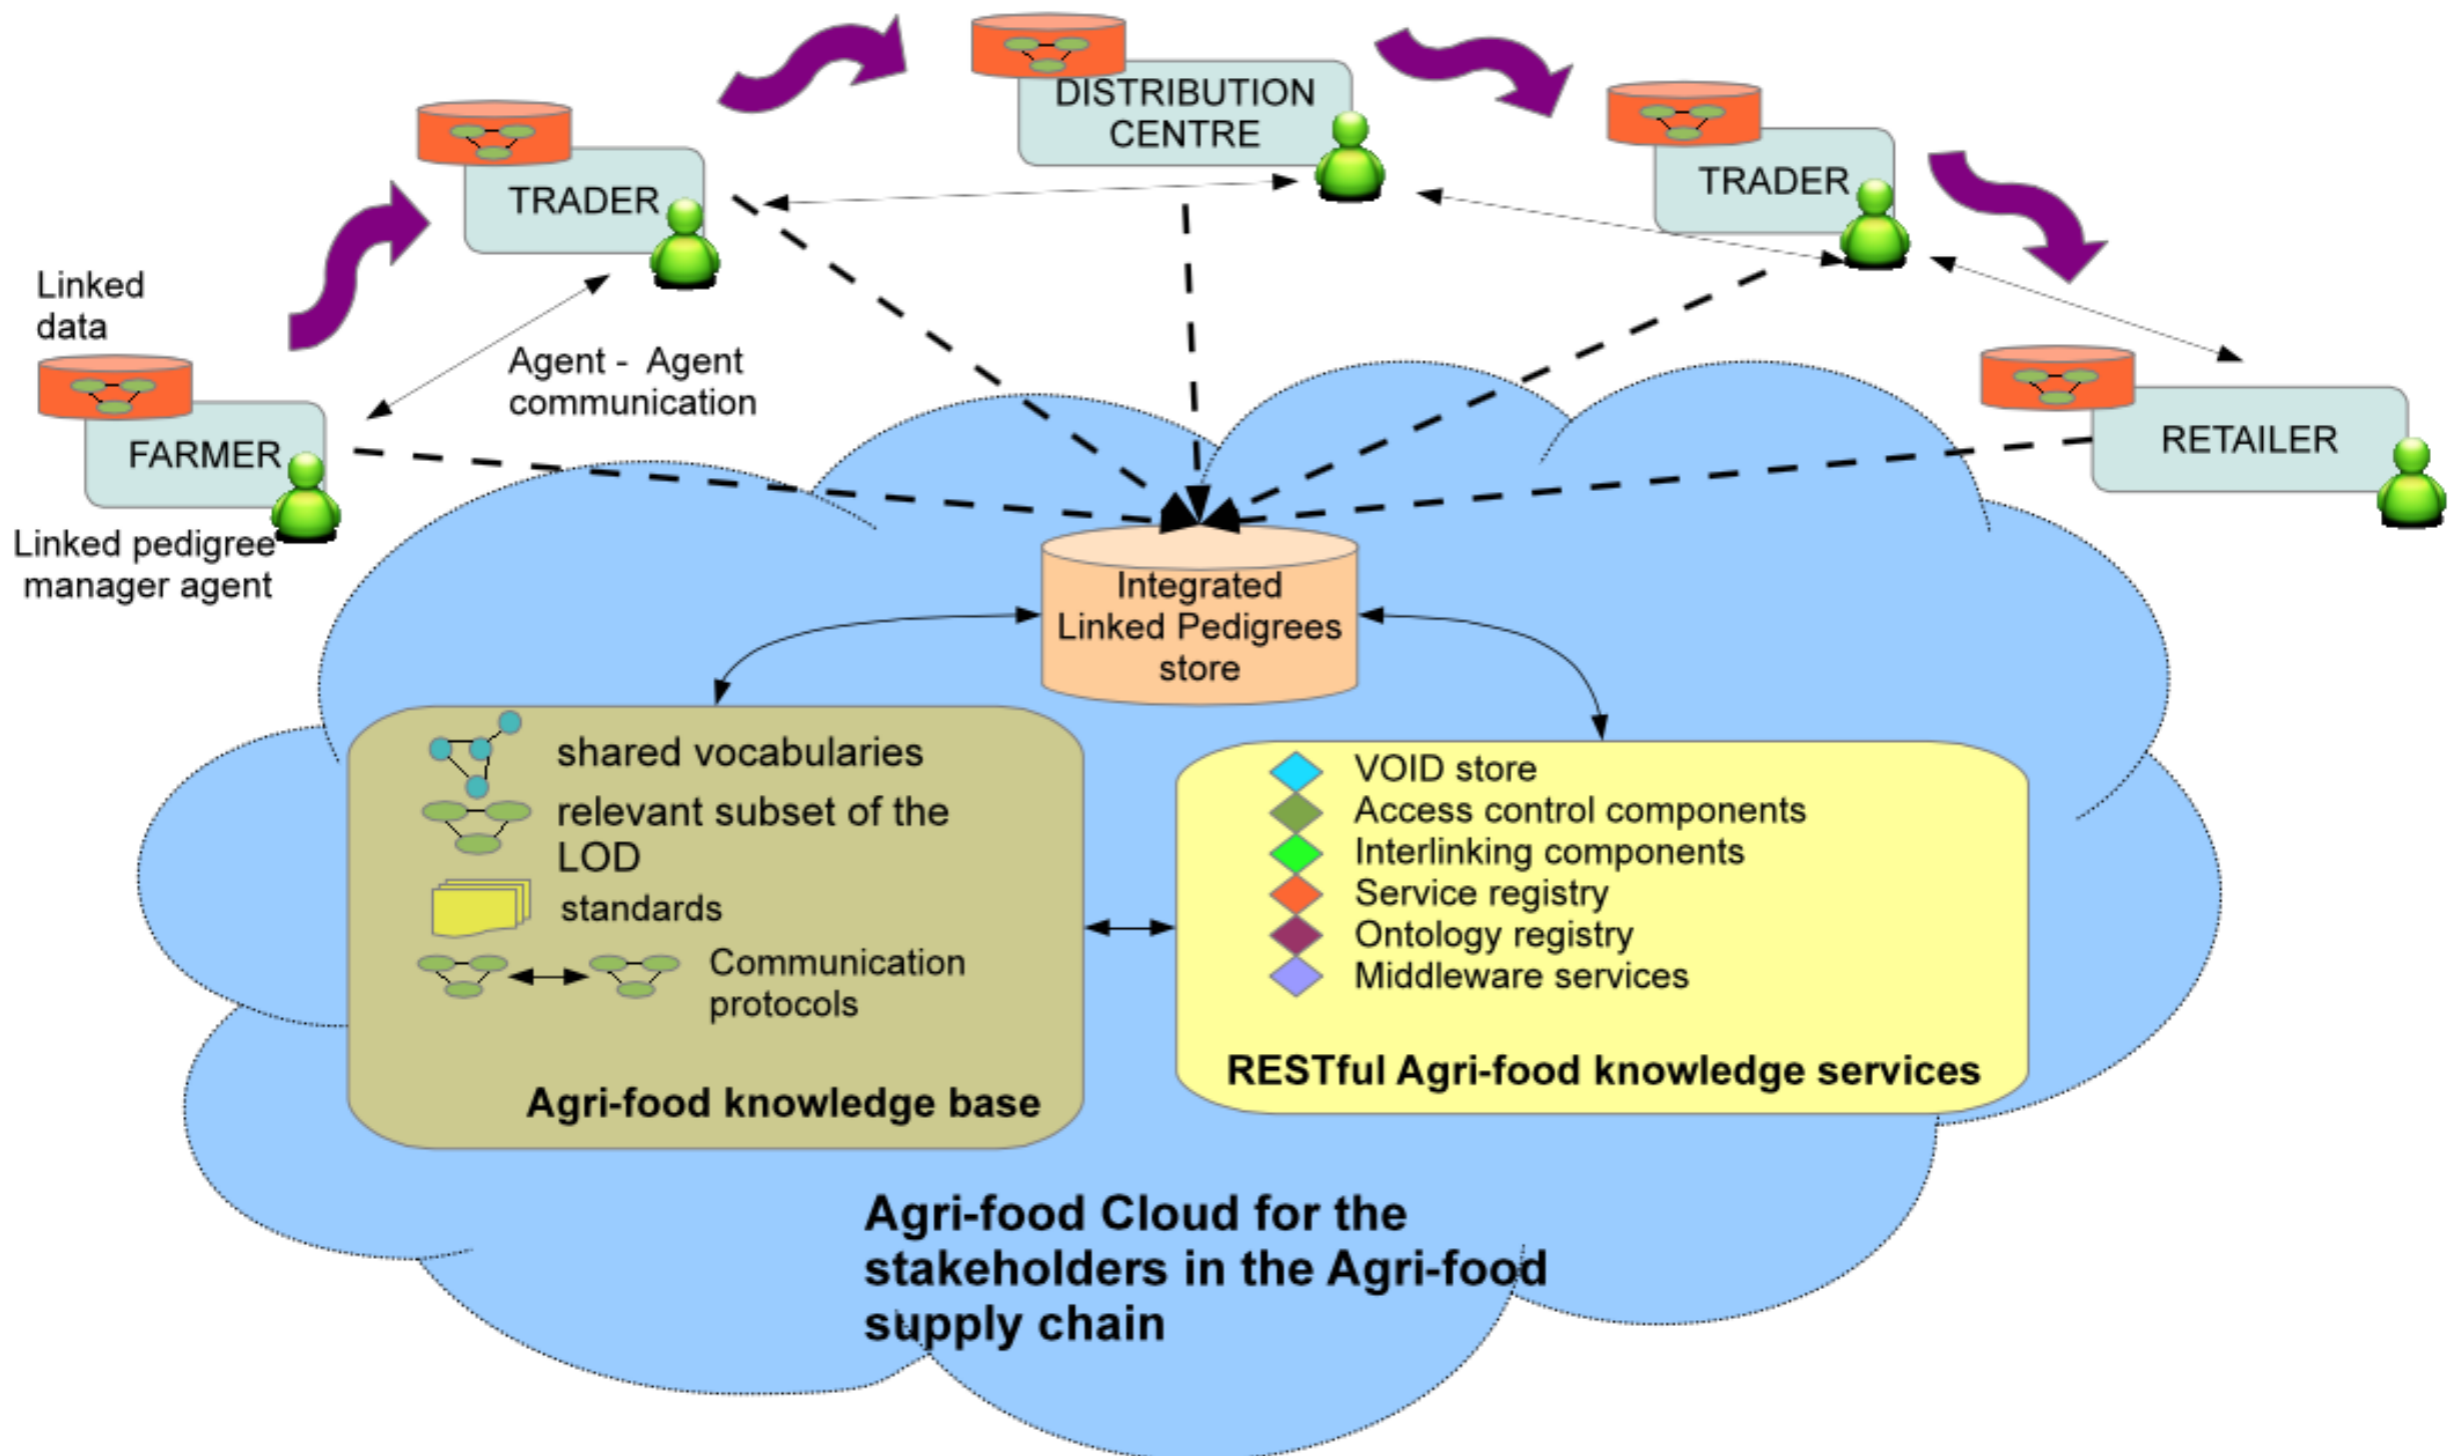 DISTRIBUTION
CENTRE
TRADER
TRADER
Linked
data
Agent -  Agent
communication
FARMER
RETAILER
Linked pedigree
manager agent
Integrated
Linked Pedigrees
store
shared vocabularies
relevant subset of the
LOD
standards
Communication
protocols
Agri-food knowledge base
VOID store
Access control components
Interlinking components
Service registry
Ontology registry
Middleware services
RESTful Agri-food knowledge services
Agri-food Cloud for the
stakeholders in the Agri-food
supply chain